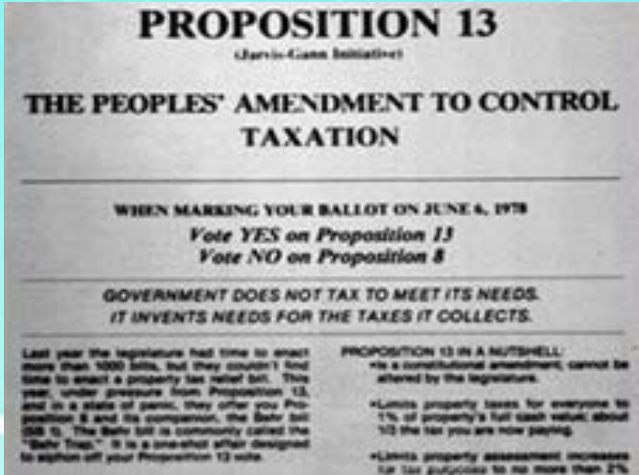 PROPOSITION 13
(Jarvis-Gann Initiative)
THE PEOPLES' AMENDMENT TO CONTROL
TAXATION
WHEN MARKING YOUR BALLOT ON JUNE 6, 1978
Vote YES on Proposition 13
Vote NO on Proposition 8
GOVERNMENT DOES NOT TAX TO MEET ITS NEEDS.
IT INVENTS NEEDS FOR THE TAXES IT COLLECTS.
Last year the legislature had time to enact
more than 1000 bills, but they couldn't find
time to enact a property tax relief bill. This
year, under pressure from Proposition 13,
and in a state of panic, they offer you Pro-
position 8 and its companion, the Behr bill
(SB 1). The Behr bill is commonly called the
"Behr Trap." It is a one-shot affair designed
to siphon off your Proposition 13 vote.
PROPOSITION 13 IN A NUTSHELL:
•Is a constitutional amendment; cannot be
altered by the legislature.
•Limits property taxes for everyone to
1% of property's full cash value; about
1/3 the tax you are now paying.
•Limits property assessment increases
for tax purposes to no more than 2%